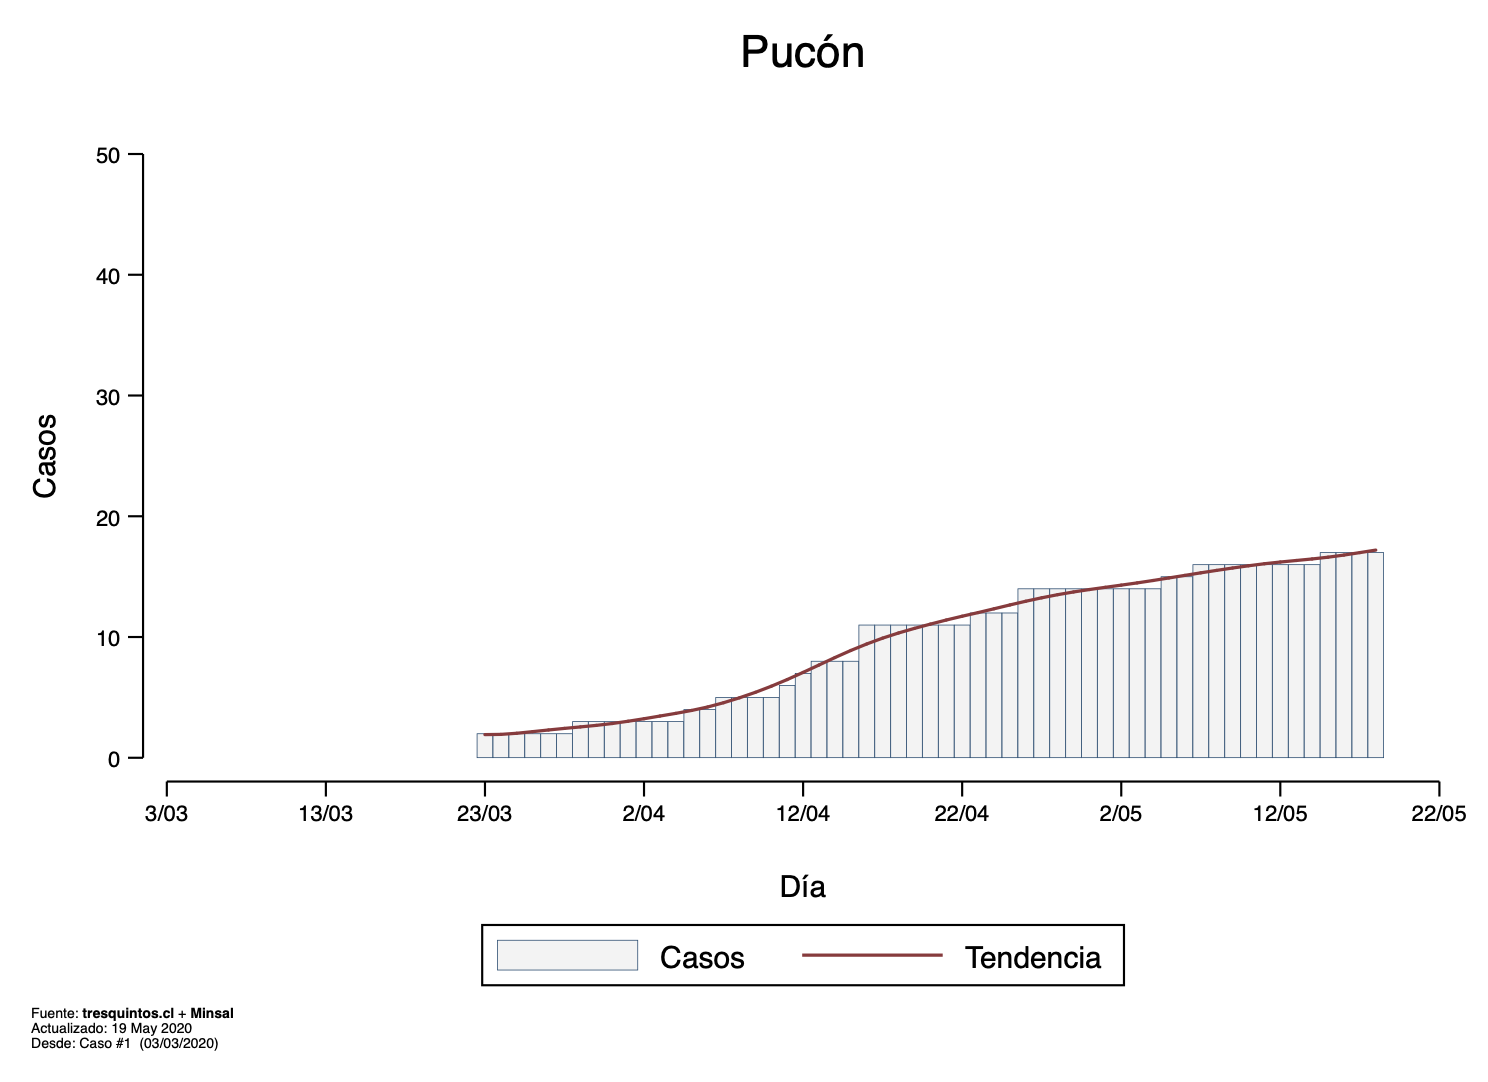 Pucón
50
40
30
20
10
0
Casos
3/03 13/03 23/03 2/04 12/04 22/04 2/05 12/05 22/05
Día
Casos Tendencia
Fuente: tresquintos.cl + Minsal
Actualizado: 19 May 2020
Desde: Caso #1 (03/03/2020)